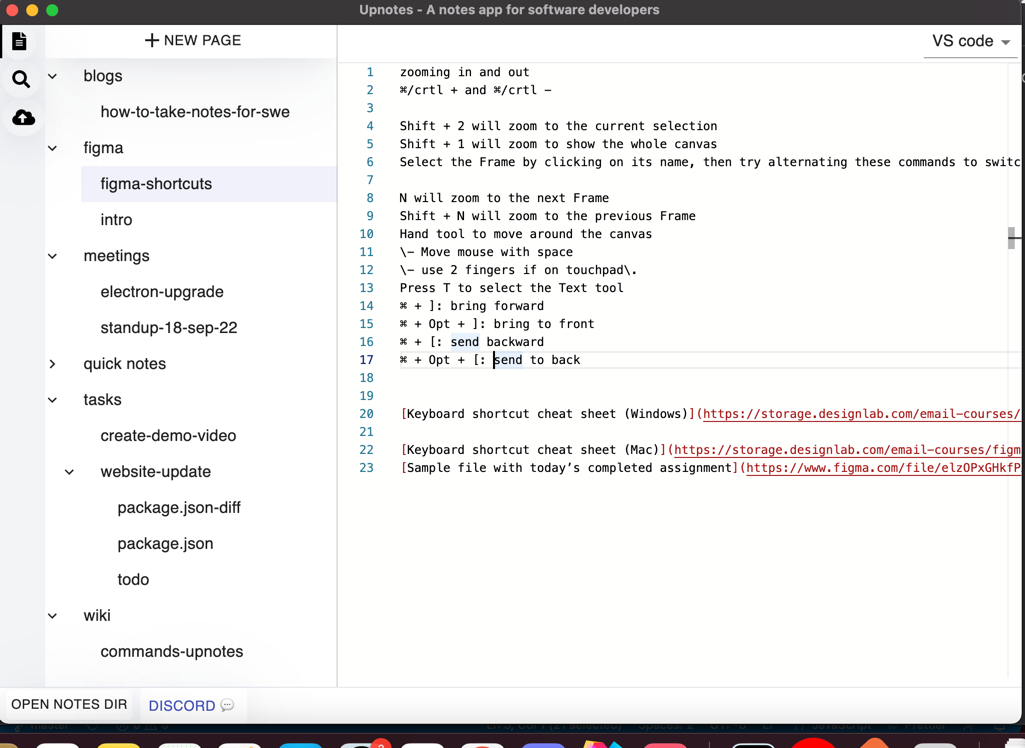 Upnotes - A notes app for software developers
+ NEW PAGE
VS code
blogs
how-to-take-notes-for-swe
figma
figma-shortcuts
intro
meetings
electron-upgrade
standup-18-sep-22
quick notes
tasks
create-demo-video
website-update
package.json-diff
package.json
todo
wiki
commands-upnotes
1 zooming in and out
2 ⌘/crtl + and ⌘/crtl −
3
4 Shift + 2 will zoom to the current selection
5 Shift + 1 will zoom to show the whole canvas
6 Select the Frame by clicking on its name, then try alternating these commands to switc
7
8 N will zoom to the next Frame
9 Shift + N will zoom to the previous Frame
10 Hand tool to move around the canvas
11 \- Move mouse with space
12 \- use 2 fingers if on touchpad\.
13 Press T to select the Text tool
14 ⌘ + ]: bring forward
15 ⌘ + Opt + ]: bring to front
16 ⌘ + [: send backward
17 ⌘ + Opt + [: send to back
18
19
20 [Keyboard shortcut cheat sheet (Windows)](https://storage.designlab.com/email-courses/
21
22 [Keyboard shortcut cheat sheet (Mac)](https://storage.designlab.com/email-courses/figm
23 [Sample file with today’s completed assignment](https://www.figma.com/file/elzOPxGHkfP
OPEN NOTES DIR
DISCORD